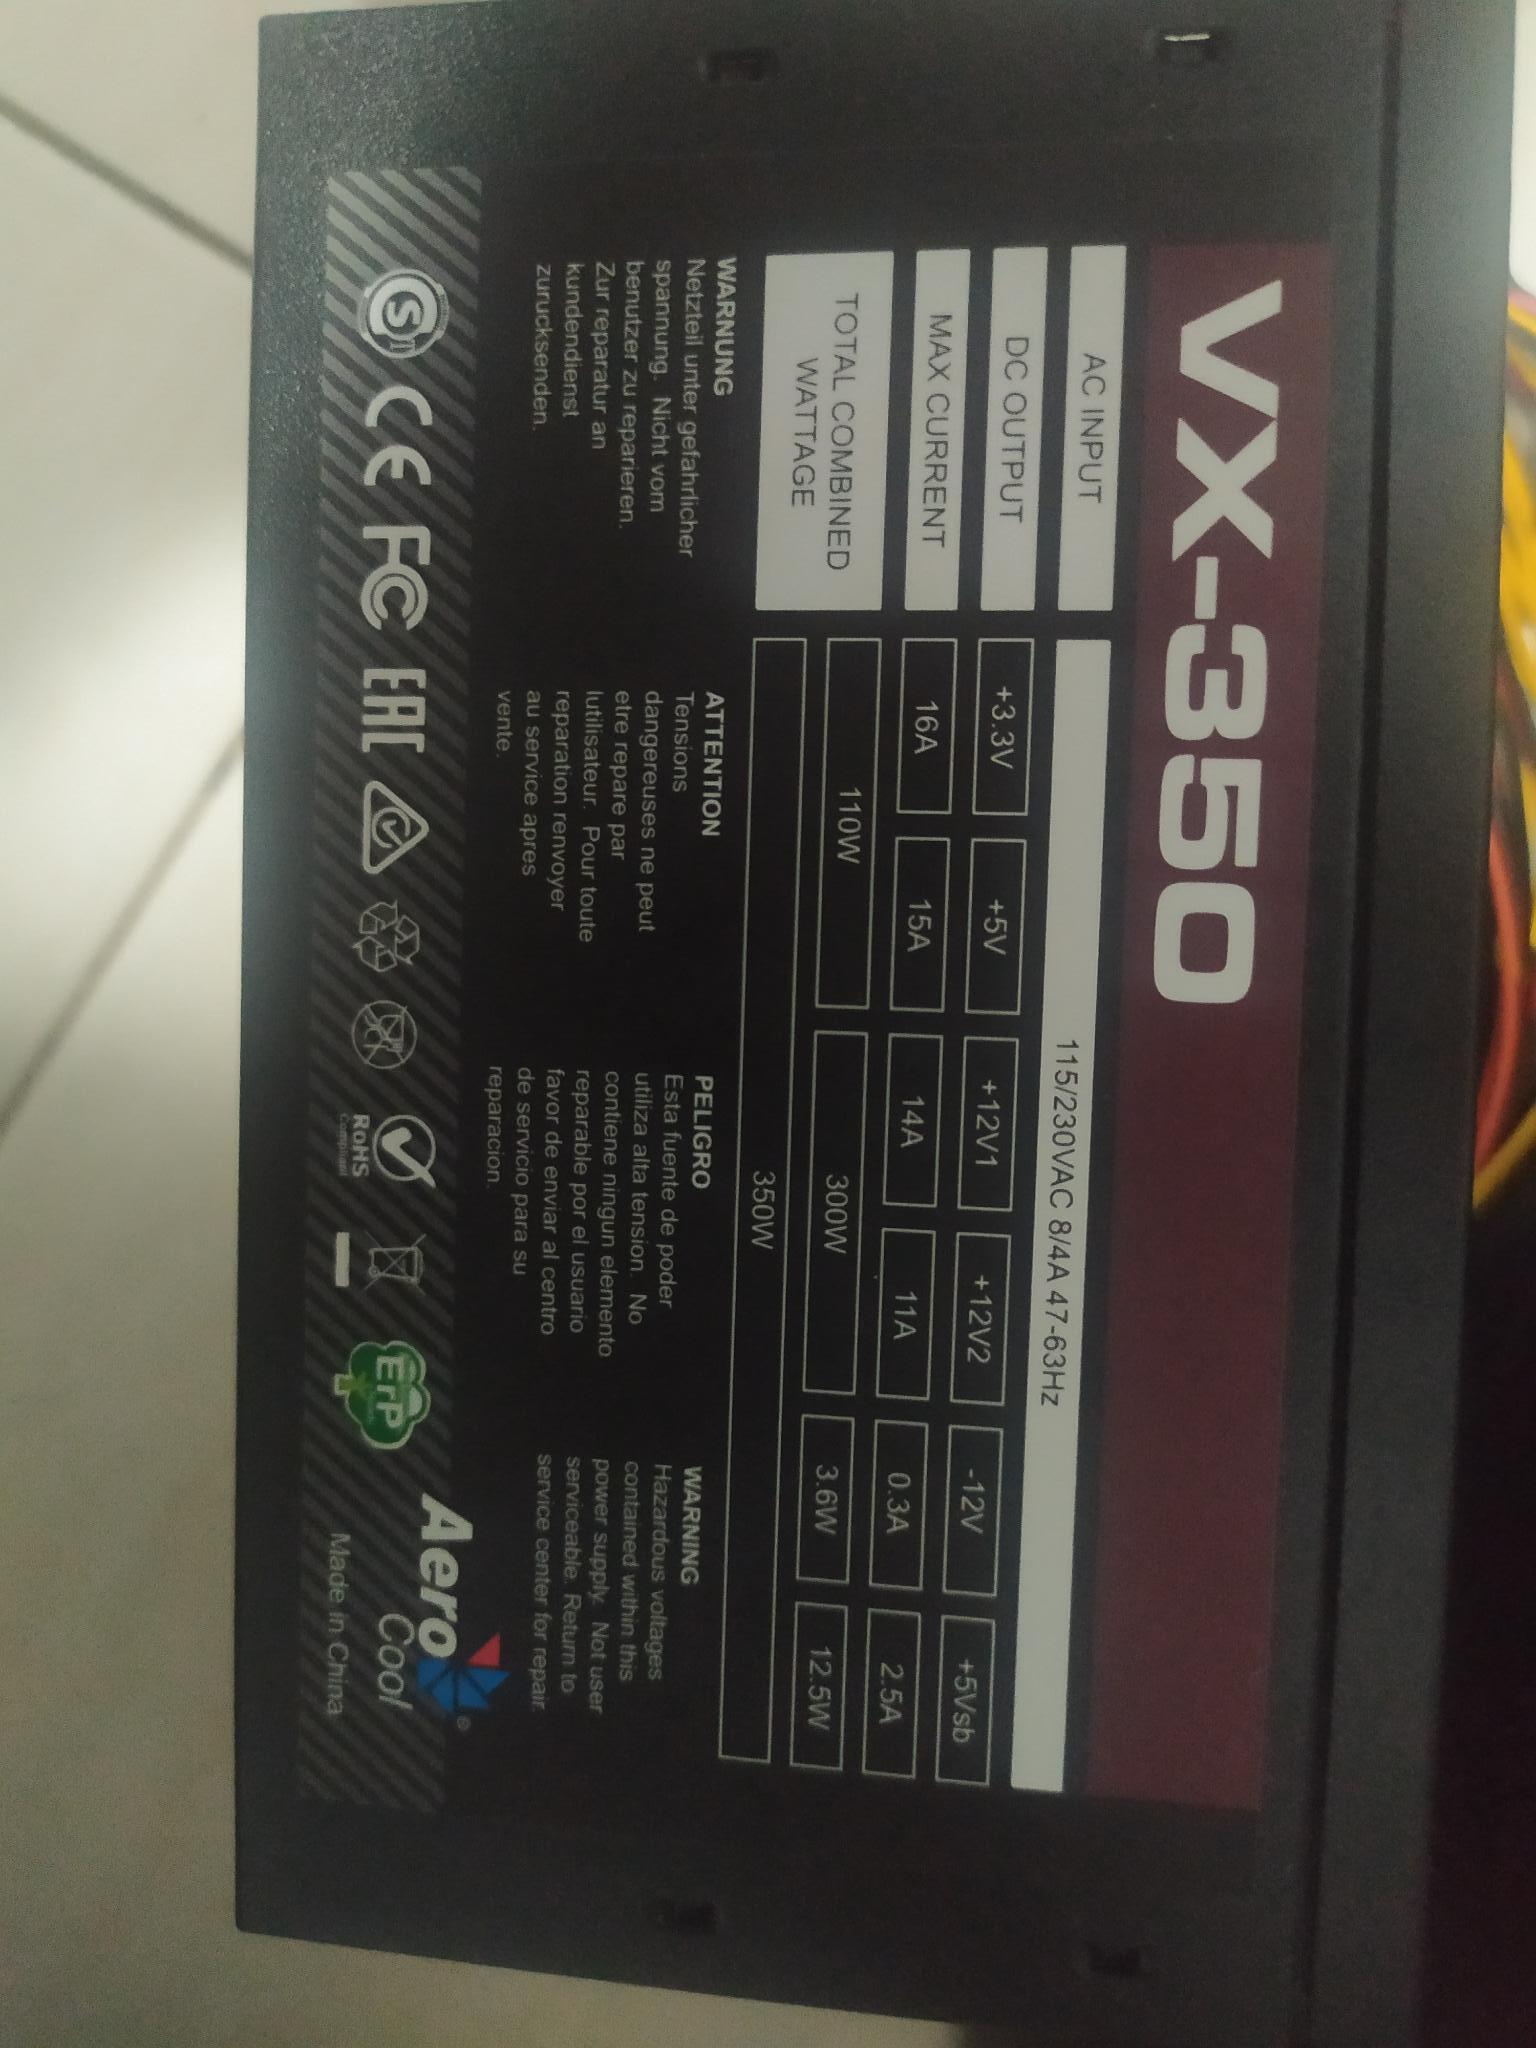 VX-350
AC INPUT 115/230VAC 8/4A 47-63Hz
DC OUTPUT +3.3V +5V +12V1 +12V2 -12V +5Vsb
MAX CURRENT 16A 15A 14A 11A 0.3A 2.5A
TOTAL COMBINED
WATTAGE
110W 300W 3.6W 12.5W
350W
WARNUNG
Netzteil unter gefahrlicher
spannung. Nicht vom
benutzer zu reparieren.
Zur reparatur an
kundendienst
zurucksenden.
ATTENTION
Tensions
dangereuses ne peut
etre repare par
lutilisateur. Pour toute
reparation renvoyer
au service apres
vente.
PELIGRO
Esta fuente de poder
utiliza alta tension. No
contiene ningun elemento
reparable por el usuario
favor de enviar al centro
de servicio para su
reparacion.
WARNING
Hazardous voltages
contained within this
power supply. Not user
serviceable. Return to
service center for repair.
S CE FC EAC
RoHS
Compliant
ErP
Aero
Cool
®
Made in China